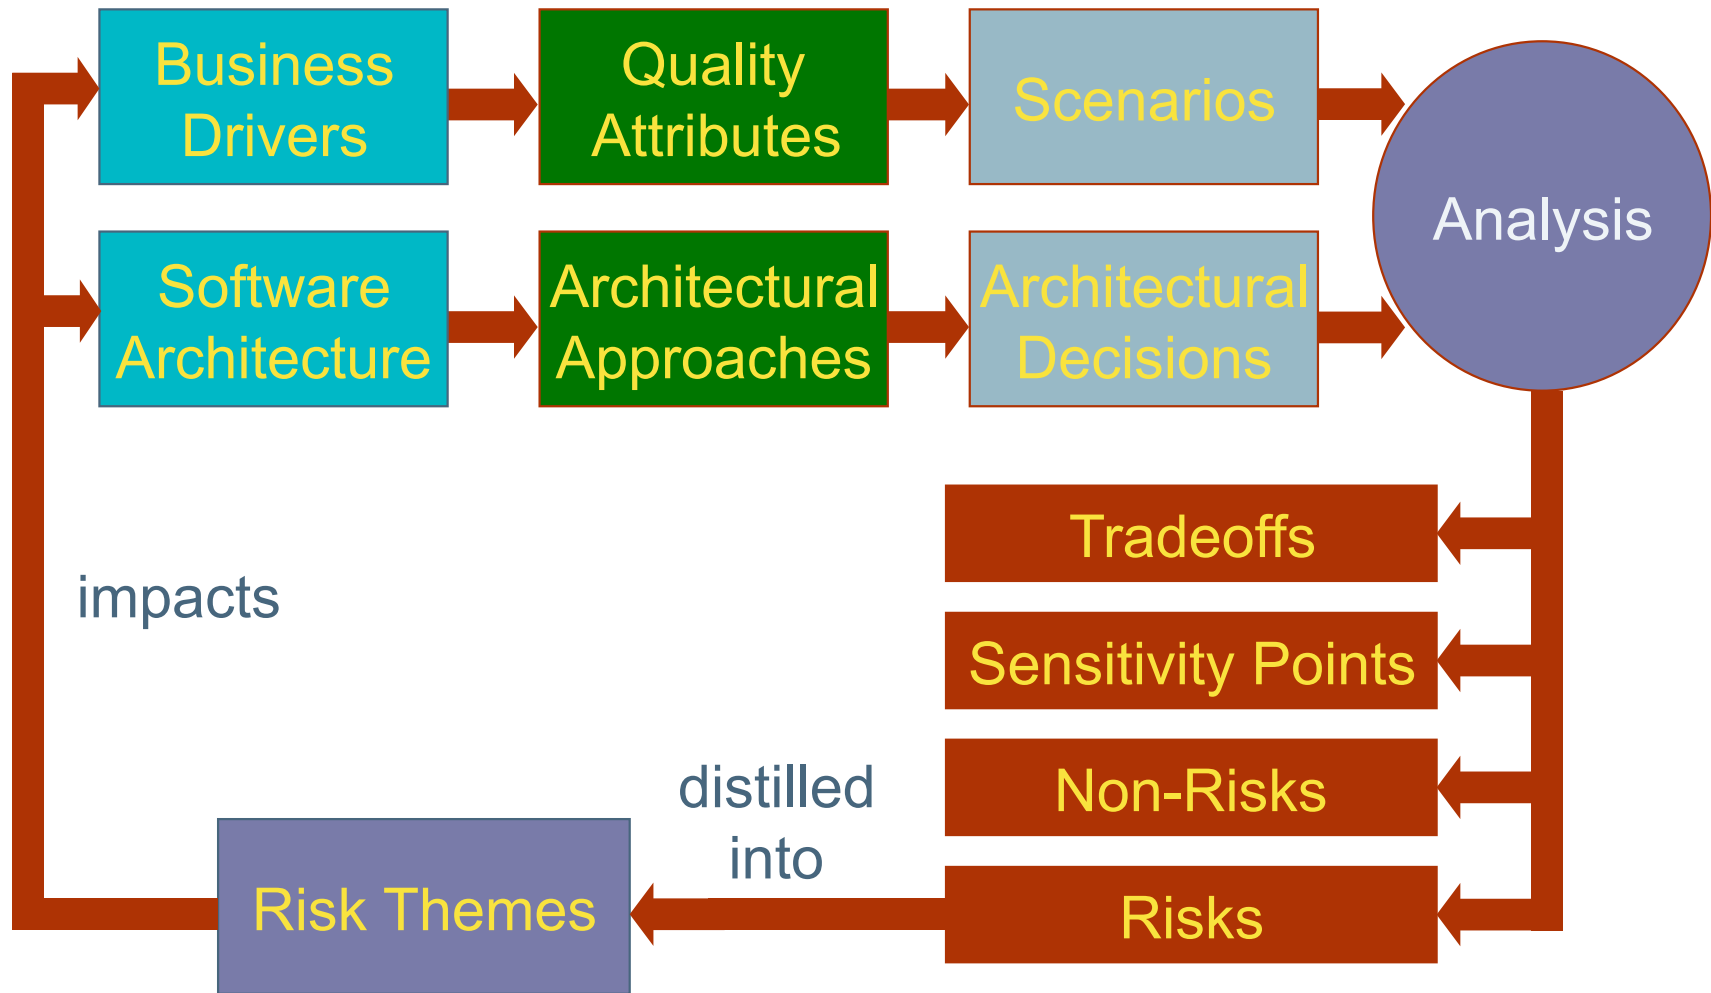 Business
Drivers
Quality
Attributes
Scenarios
Analysis
Software
Architecture
Architectural
Approaches
Architectural
Decisions
Tradeoffs
impacts
Sensitivity Points
distilled
into
Non-Risks
Risk Themes
Risks